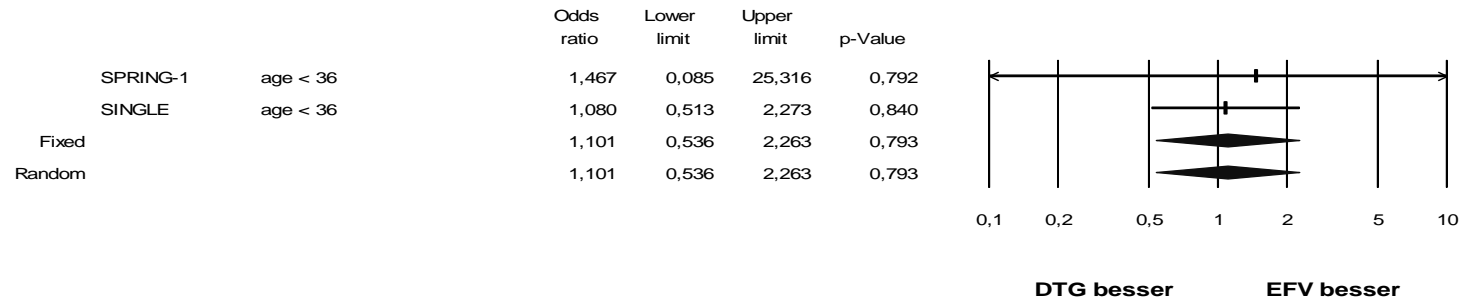 Odds Lower Upper
ratio limit limit p-Value
SPRING-1 age < 36 1,467 0,085 25,316 0,792
SINGLE age < 36 1,080 0,513 2,273 0,840
Fixed 1,101 0,536 2,263 0,793
Random 1,101 0,536 2,263 0,793
0,1 0,2 0,5 1 2 5 10
DTG besser EFV besser